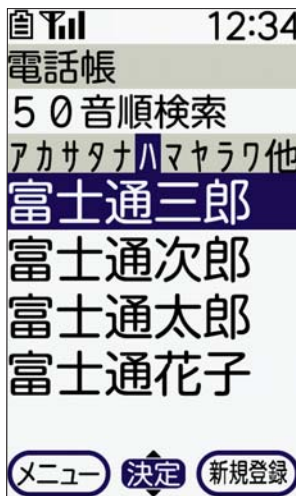 12:34
電話帳
５０音順検索
アカサタナハマヤラワ他
富士通三郎
富士通次郎
富士通太郎
富士通花子
メニュー 決定 新規登録